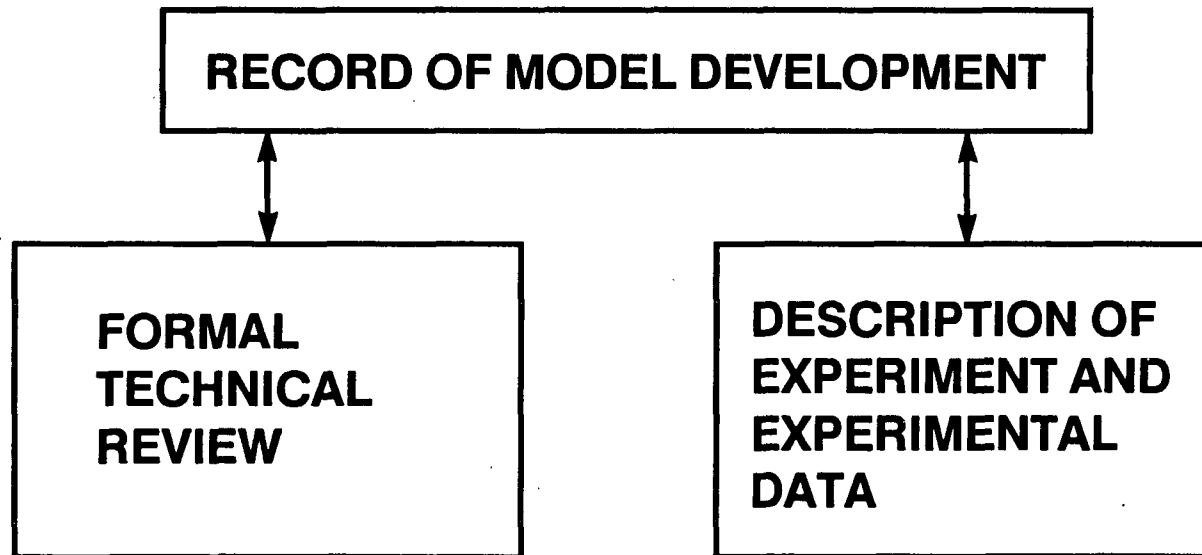 RECORD OF MODEL DEVELOPMENT
FORMAL
TECHNICAL
REVIEW
DESCRIPTION OF
EXPERIMENT AND
EXPERIMENTAL
DATA